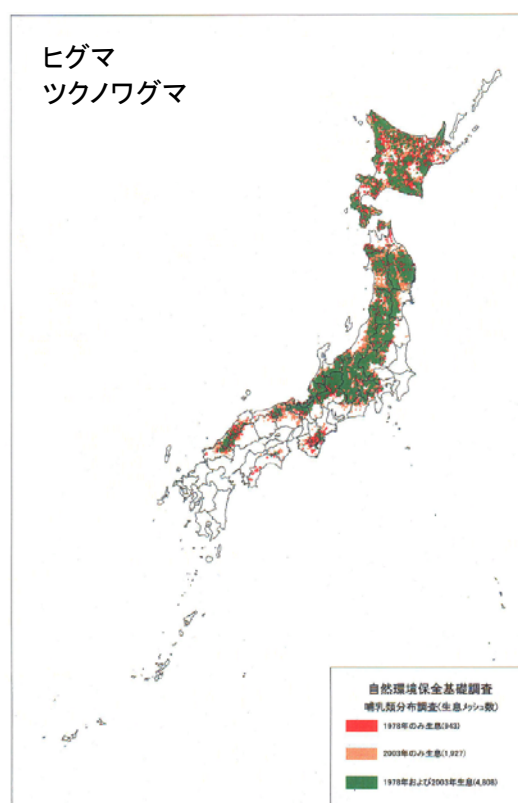 ヒグマ
ツクノワグマ
自然環境保全基礎調査
哺乳類分布調査(生息メッシュ数)
1978年のみ生息(943)
2003年のみ生息(1,927)
1978年および2003年生息(4,808)